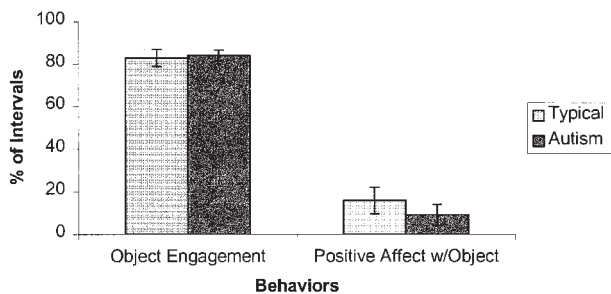 100
80
60
40
20
0
% of Intervals
Typical
Autism
Object Engagement
Positive Affect w/Object
Behaviors